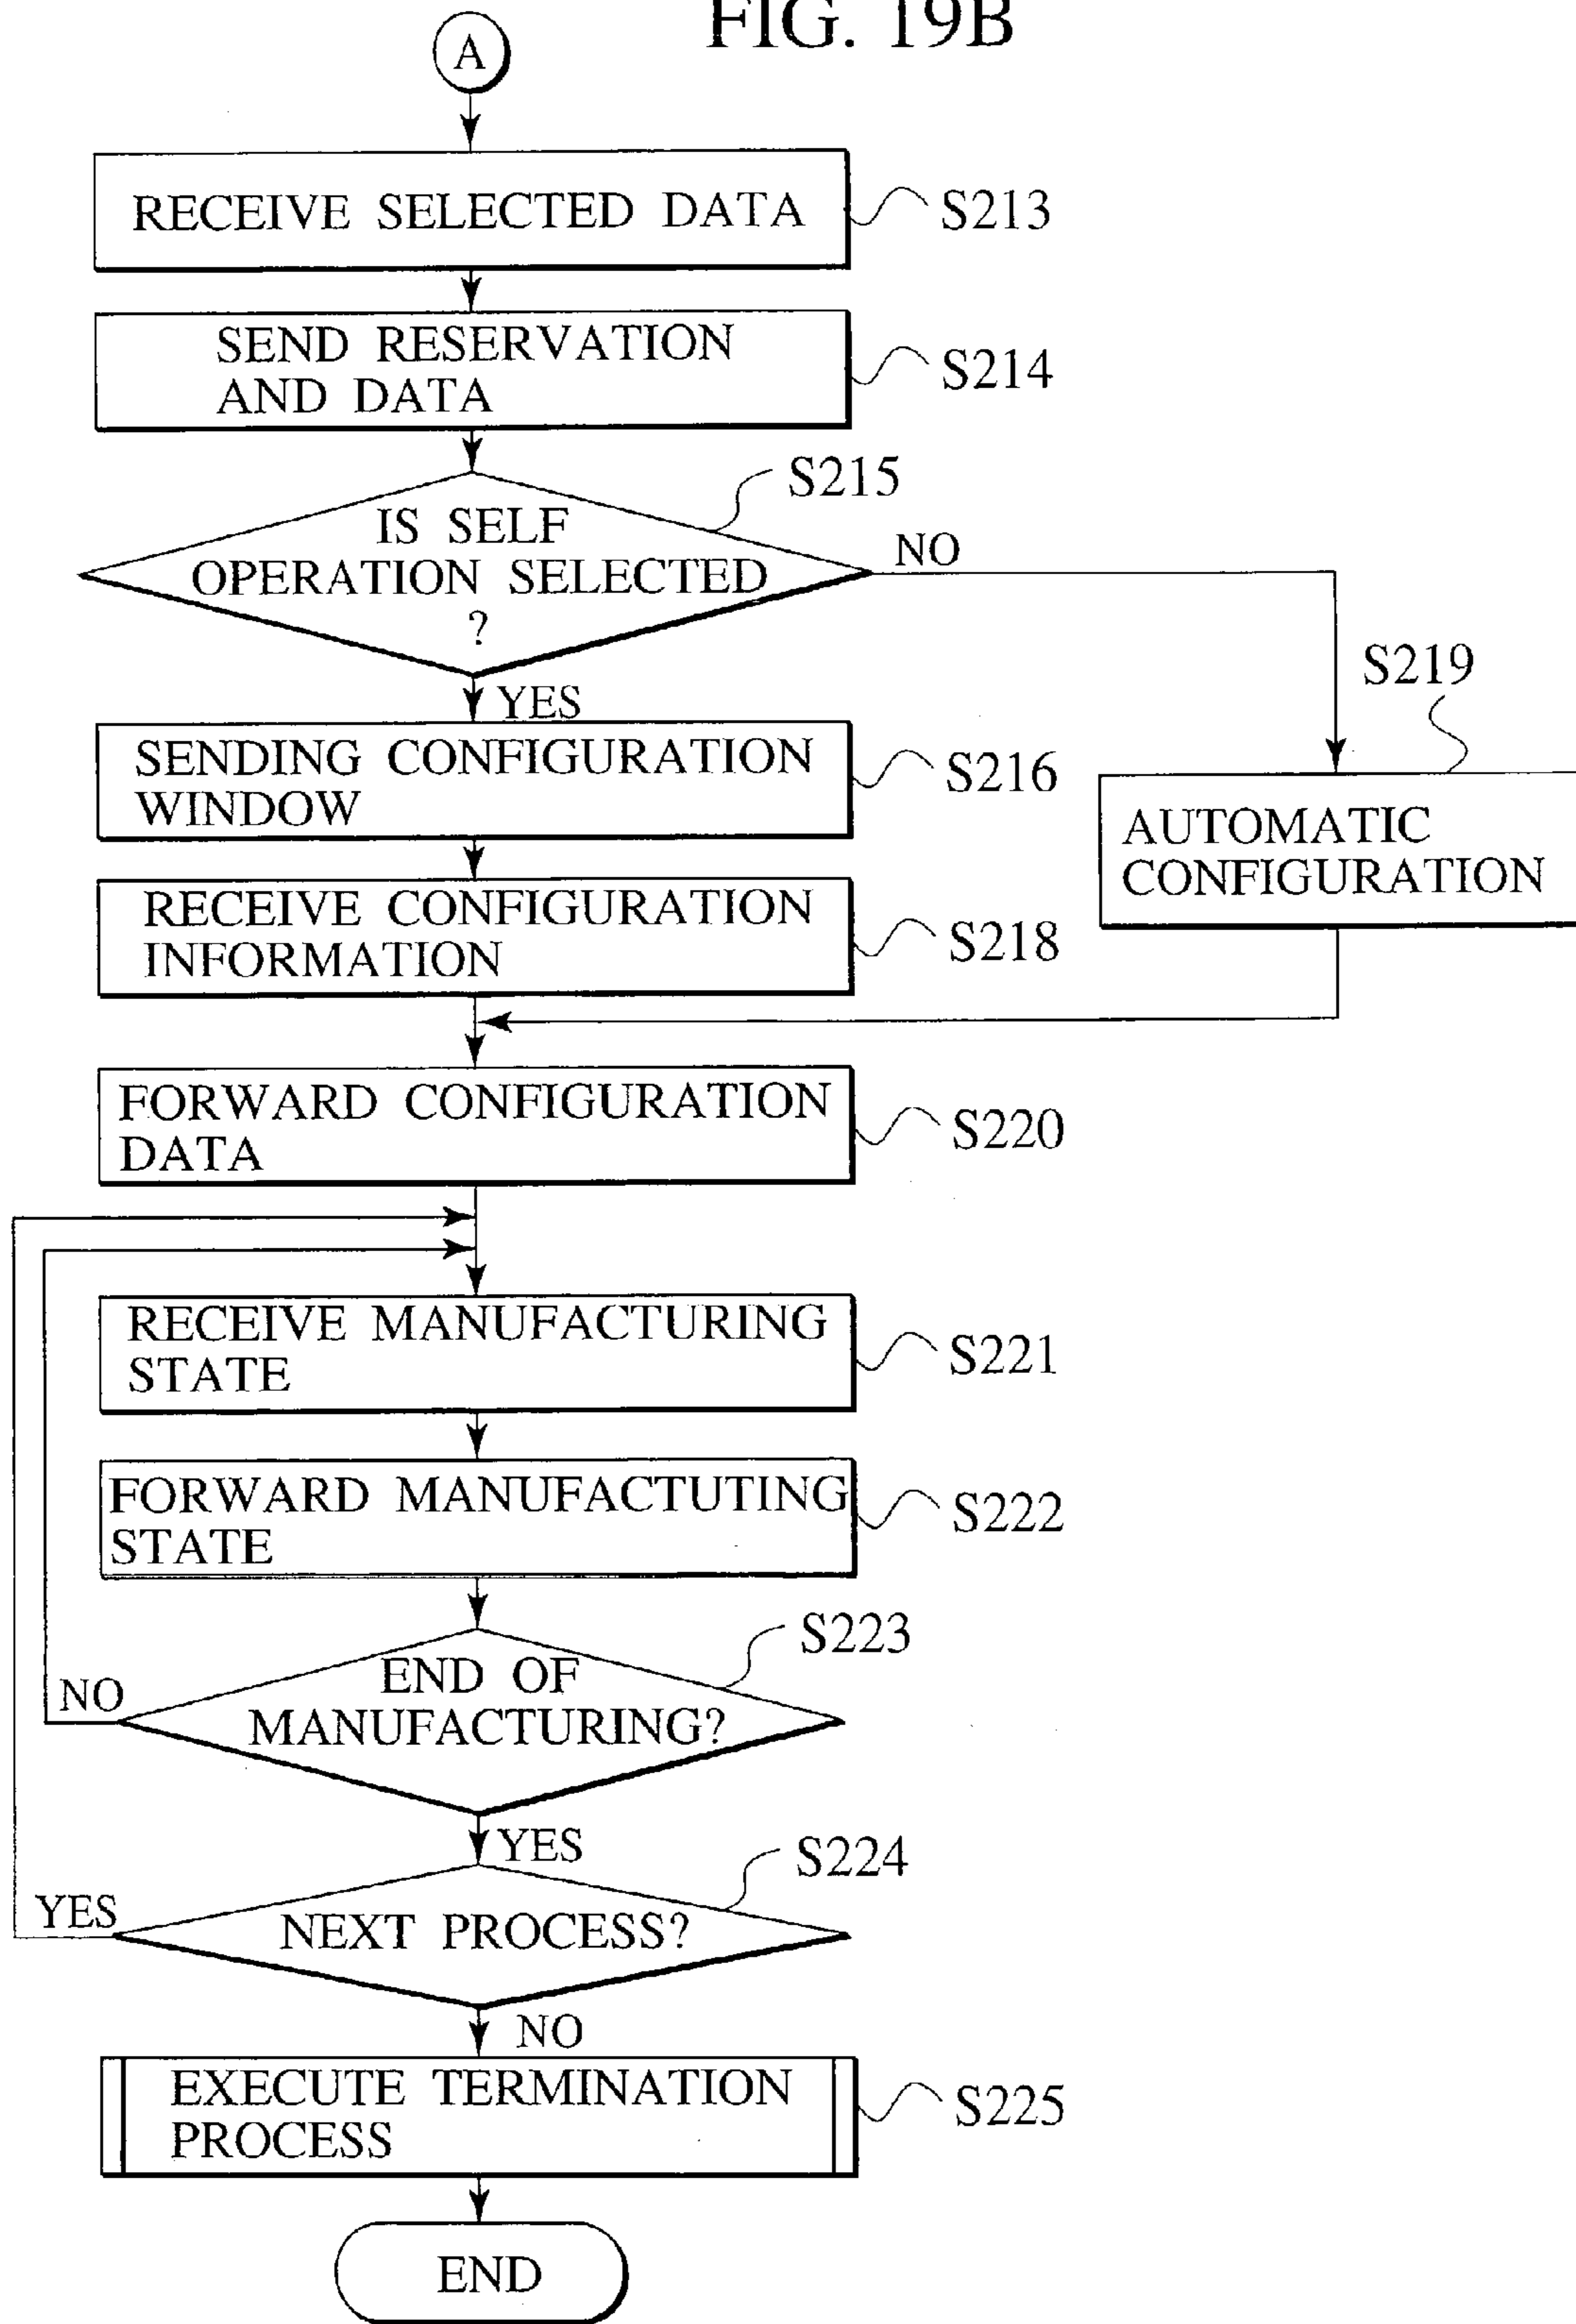 FIG. 19B
A
RECEIVE SELECTED DATA
S213
SEND RESERVATION
AND DATA
S214
S215
IS SELF
OPERATION SELECTED
?
NO
YES
S219
SENDING CONFIGURATION
WINDOW
S216
AUTOMATIC
CONFIGURATION
RECEIVE CONFIGURATION
INFORMATION
S218
FORWARD CONFIGURATION
DATA
S220
RECEIVE MANUFACTURING
STATE
S221
FORWARD MANUFACTUTING
STATE
S222
S223
END OF
MANUFACTURING?
NO
YES
S224
NEXT PROCESS?
YES
NO
EXECUTE TERMINATION
PROCESS
S225
END